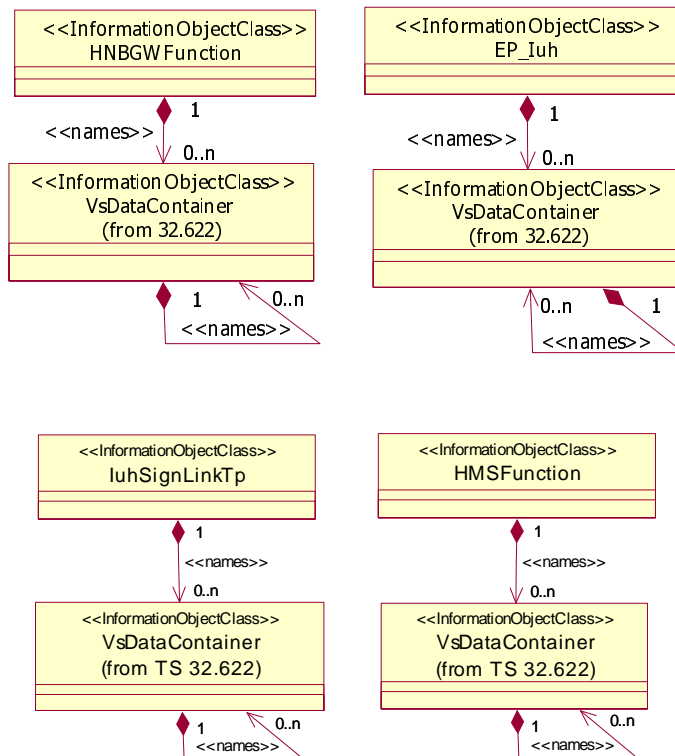 <<InformationObjectClass>>
HNBGWFunction
1
<<names>>
0..n
<<InformationObjectClass>>
VsDataContainer
(from 32.622)
1
0..n
<<names>>
<<InformationObjectClass>>
EP_Iuh
1
<<names>>
0..n
<<InformationObjectClass>>
VsDataContainer
(from 32.622)
0..n
1
<<names>>
<<InformationObjectClass>>
IuhSignLinkTp
1
<<names>>
0..n
<<InformationObjectClass>>
VsDataContainer
(from TS 32.622)
1
0..n
<<names>>
<<InformationObjectClass>>
HMSFunction
1
<<names>>
0..n
<<InformationObjectClass>>
VsDataContainer
(from TS 32.622)
1
0..n
<<names>>